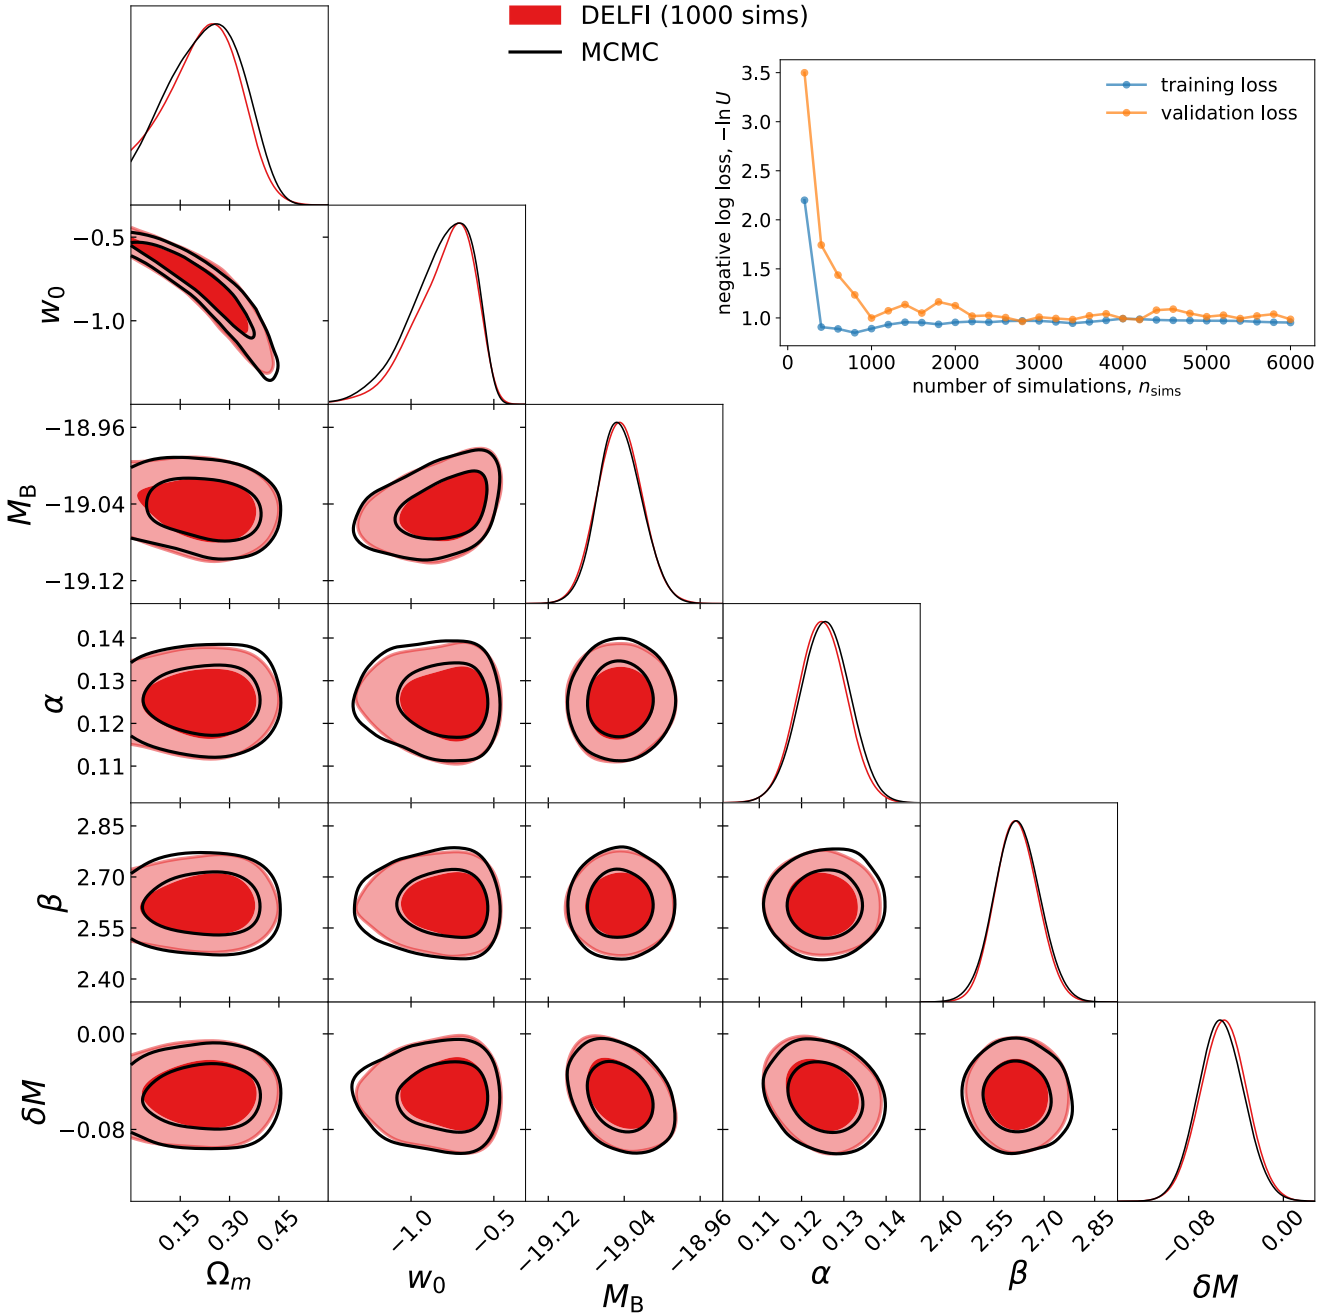 DELFI (1000 sims)
MCMC
negative log loss, −ln U
3.5
3.0
2.5
2.0
1.5
1.0
training loss
validation loss
0 1000 2000 3000 4000 5000 6000
number of simulations, n_sims
w₀
−0.5
−1.0
M_B
−18.96
−19.04
−19.12
α
0.14
0.13
0.12
0.11
β
2.85
2.70
2.55
2.40
δM
0.00
−0.08
0.15 0.30 0.45
−1.0 −0.5
−19.12 −19.04 −18.96
0.11 0.12 0.13 0.14
2.40 2.55 2.70 2.85
−0.08 0.00
Ω_m w₀ M_B α β δM